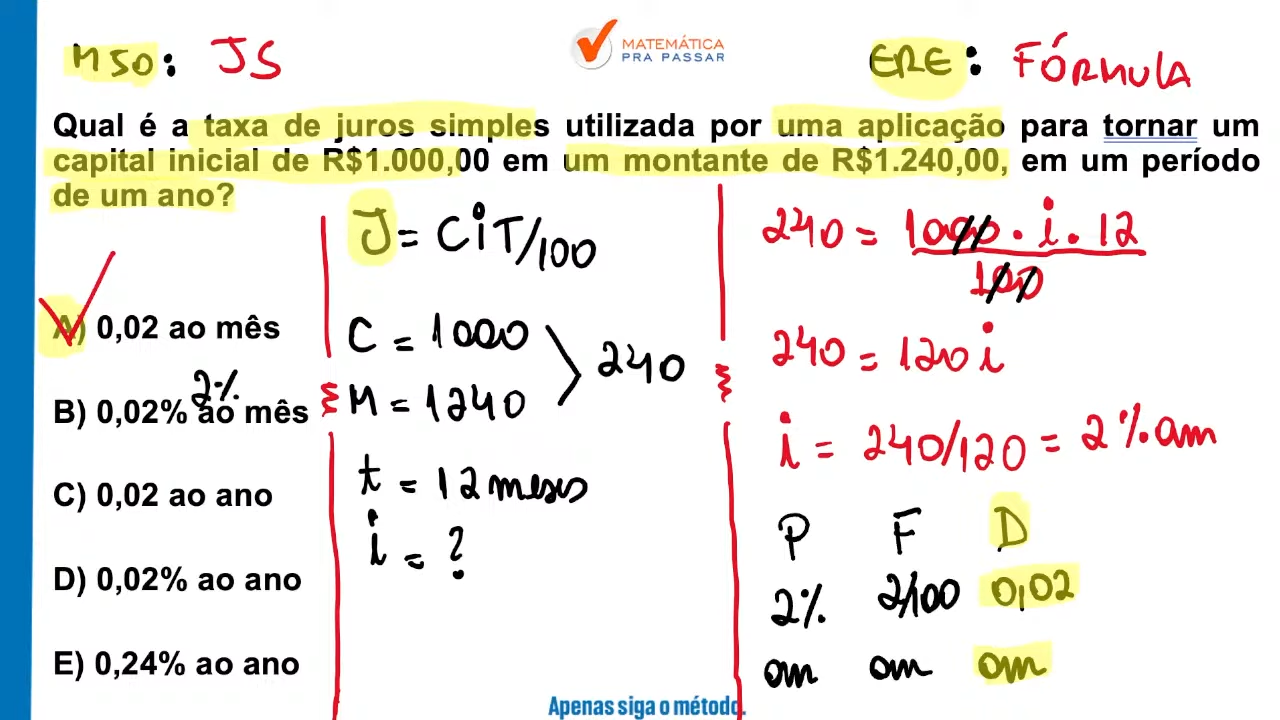 MSO: JS
MATEMÁTICA
PRA PASSAR
ERE: FÓRMULA
Qual é a taxa de juros simples utilizada por uma aplicação para tornar um
capital inicial de R$1.000,00 em um montante de R$1.240,00, em um período
de um ano?
A) 0,02 ao mês
2%
B) 0,02% ao mês
C) 0,02 ao ano
D) 0,02% ao ano
E) 0,24% ao ano
J = CiT/100
C = 1000
M = 1240
240
t = 12 meses
i = ?
240 = 1000 . i . 12
100
240 = 120i
i = 240/120 = 2% am
P F D
2% 2/100 0,02
am am am
Apenas siga o método.